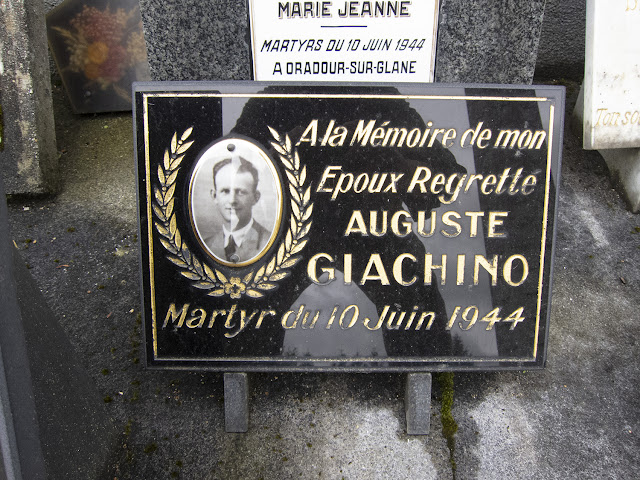 MARIE JEANNE
MARTYRS DU 10 JUIN 1944
A ORADOUR-SUR-GLANE
A la Mémoire de mon
Epoux Regretté
AUGUSTE
GIACHINO
Martyr du 10 Juin 1944